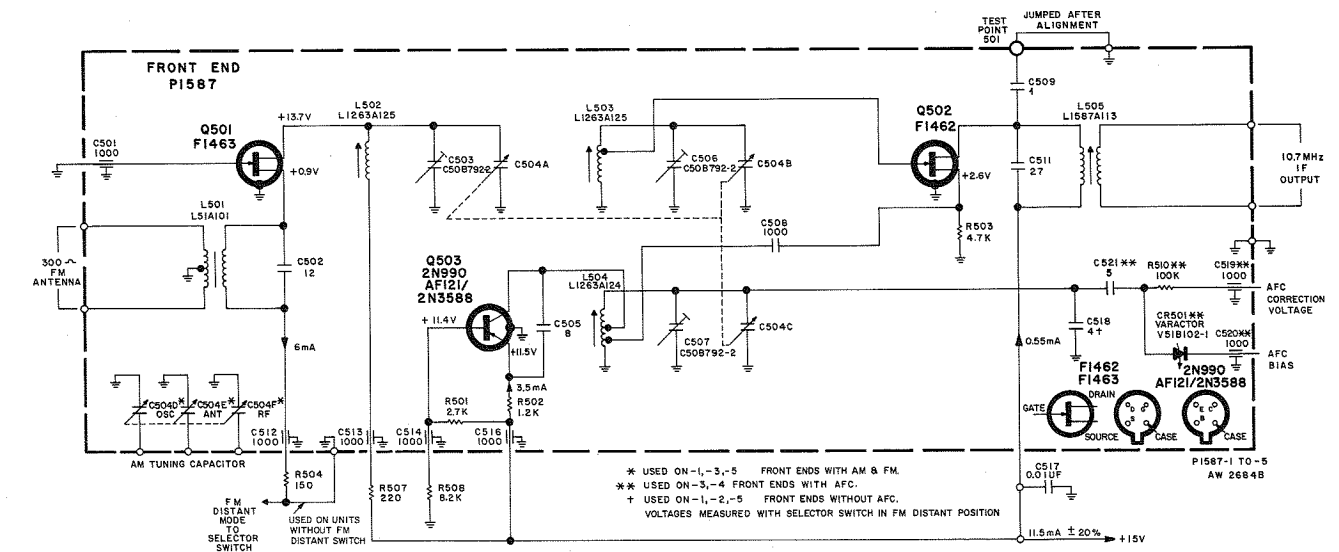 JUMPED AFTER
ALIGNMENT
TEST
POINT
501
FRONT END
P1587
C509
1
Q501
F1463
+13.7V
+0.9V
C501
1000
L502
L1263A125
C503
C50B792-2
C504A
L503
L1263A125
C506
C50B792-2
C504B
Q502
F1462
+2.6V
C511
27
L505
L1587A113
10.7MHz
IF
OUTPUT
L501
L51A101
300 ~
FM
ANTENNA
C502
12
6mA
Q503
2N990
AF121/
2N3588
+11.4V
+11.5V
C505
8
3.5mA
L504
L1263A124
C508
1000
R503
4.7K
C507
C50B792-2
C504C
C518
4+
0.55mA
C521**
5
R510**
100K
C519**
1000
AFC
CORRECTION
VOLTAGE
CR501**
VARACTOR
V51B102-1
C520**
1000
AFC
BIAS
C504D*
OSC
C504E*
ANT
C504F*
RF
AM TUNING CAPACITOR
C512
1000
C513
1000
C514
1000
C516
1000
R501
2.7K
R502
1.2K
R504
150
R507
220
R508
8.2K
FM
DISTANT
MODE
TO
SELECTOR
SWITCH
USED ON UNITS
WITHOUT FM
DISTANT SWITCH
F1462
F1463
DRAIN
GATE
SOURCE
D
G
S
CASE
2N990
AF121/2N3588
E
C
B
CASE
P1587-1 TO -5
AW 2684B
* USED ON -1, -3, -5 FRONT ENDS WITH AM & FM.
** USED ON -3, -4 FRONT ENDS WITH AFC.
+ USED ON -1, -2, -5 FRONT ENDS WITHOUT AFC.
VOLTAGES MEASURED WITH SELECTOR SWITCH IN FM DISTANT POSITION
C517
0.01UF
11.5mA ±20%
+15V